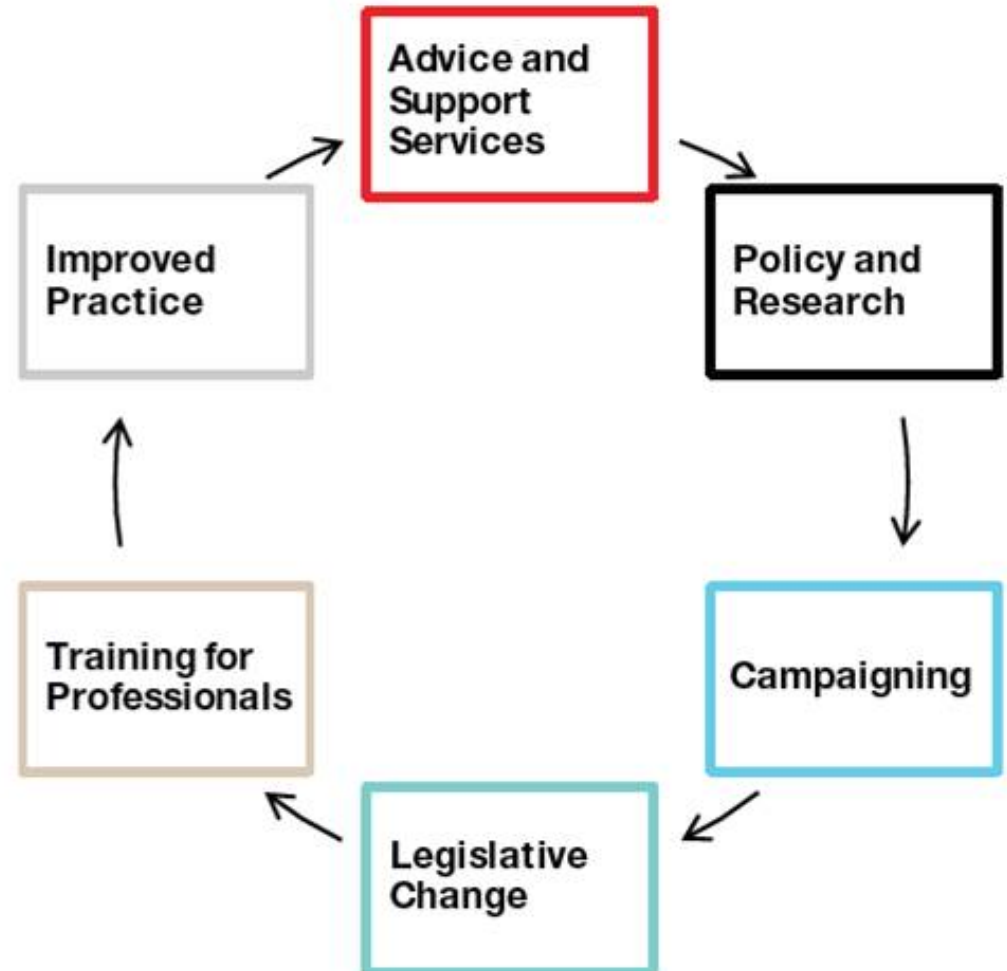 Advice and
Support
Services
Policy and
Research
Campaigning
Legislative
Change
Training for
Professionals
Improved
Practice